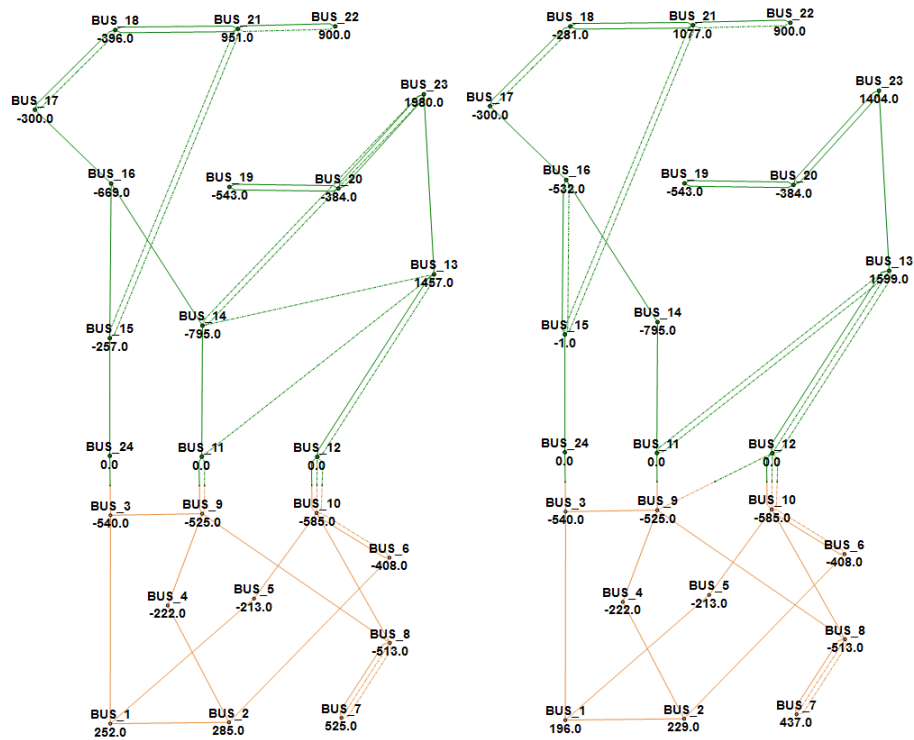 BUS_18
-396.0
BUS_21
951.0
BUS_22
900.0
BUS_17
-300.0
BUS_23
1980.0
BUS_16
-669.0
BUS_19
-543.0
BUS_20
-384.0
BUS_13
1457.0
BUS_15
-257.0
BUS_14
-795.0
BUS_24
0.0
BUS_11
0.0
BUS_12
0.0
BUS_3
-540.0
BUS_9
-525.0
BUS_10
-585.0
BUS_6
-408.0
BUS_4
-222.0
BUS_5
-213.0
BUS_8
-513.0
BUS_1
252.0
BUS_2
285.0
BUS_7
525.0
BUS_18
-281.0
BUS_21
1077.0
BUS_22
900.0
BUS_17
-300.0
BUS_23
1404.0
BUS_16
-532.0
BUS_19
-543.0
BUS_20
-384.0
BUS_13
1599.0
BUS_15
-1.0
BUS_14
-795.0
BUS_24
0.0
BUS_11
0.0
BUS_12
0.0
BUS_3
-540.0
BUS_9
-525.0
BUS_10
-585.0
BUS_6
-408.0
BUS_4
-222.0
BUS_5
-213.0
BUS_8
-513.0
BUS_1
196.0
BUS_2
229.0
BUS_7
437.0